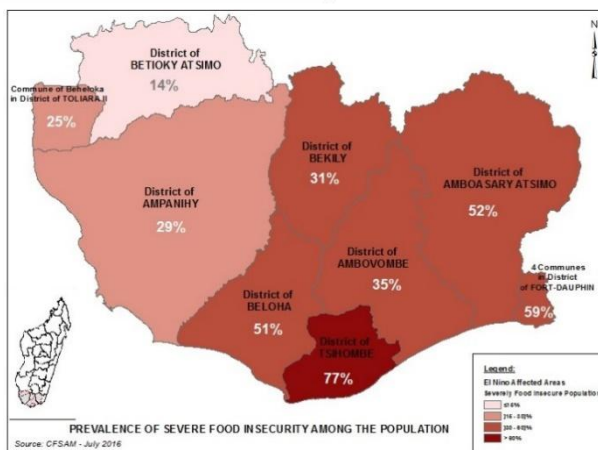 N
District of
BETIOKY ATSIMO
14%
Commune of Beheloka
in District of TOLIARA II
25%
District of
BEKILY
31%
District of
AMBOASARY ATSIMO
52%
District of
AMPANIHY
29%
District of
AMBOVOMBE
35%
4 Communes
in District
of FORT-DAUPHIN
59%
District of
BELOHA
51%
District of
TSIHOMBE
77%
Legend:
El Nino Affected Areas
Severely Food Insecure Population
PREVALENCE OF SEVERE FOOD INSECURITY AMONG THE POPULATION
Source: CFSAM - July 2016